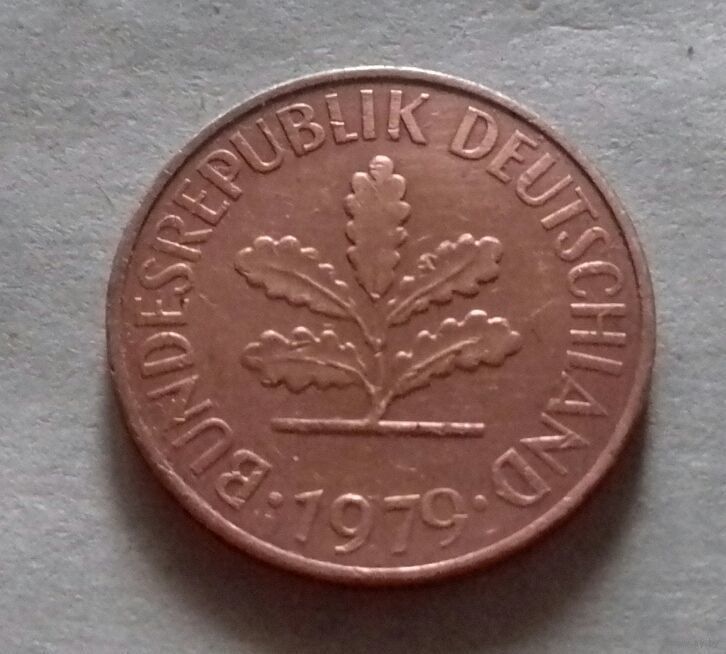 BUNDESREPUBLIK DEUTSCHLAND
· 1979 ·